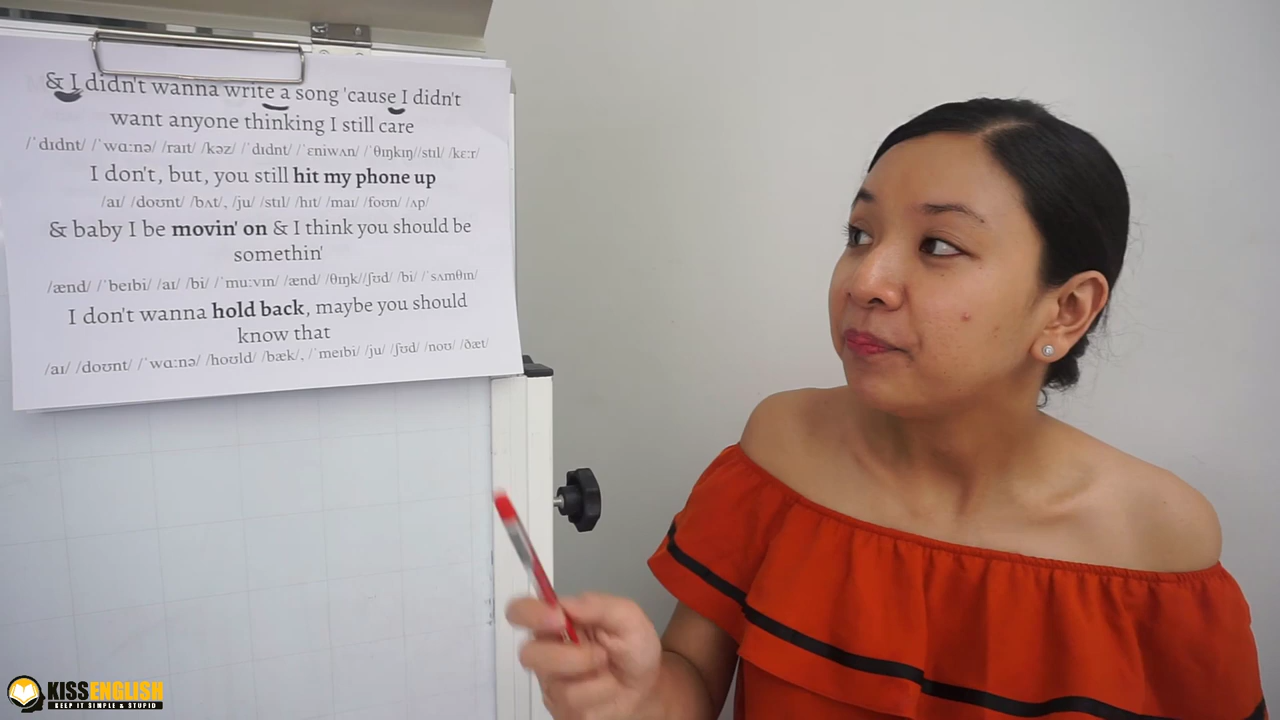 & I didn't wanna write a song 'cause I didn't
want anyone thinking I still care
/ˈdɪdnt/ /ˈwɑːnə/ /raɪt/ /kəz/ /ˈdɪdnt/ /ˈɛniwʌn/ /ˈθɪŋkɪŋ//stɪl/ /kɛːr/
I don't, but, you still hit my phone up
/aɪ/ /doʊnt/ /bʌt/, /ju/ /stɪl/ /hɪt/ /maɪ/ /foʊn/ /ʌp/
& baby I be movin' on & I think you should be
somethin'
/ænd/ /ˈbeɪbi/ /aɪ/ /bi/ /ˈmuːvɪn/ /ænd/ /θɪŋk//ʃʊd/ /bi/ /ˈsʌmθɪn/
I don't wanna hold back, maybe you should
know that
/aɪ/ /doʊnt/ /ˈwɑːnə/ /hoʊld/ /bæk/, /ˈmeɪbi/ /ju/ /ʃʊd/ /noʊ/ /ðæt/
KISSENGLISH
KEEP IT SIMPLE & STUPID